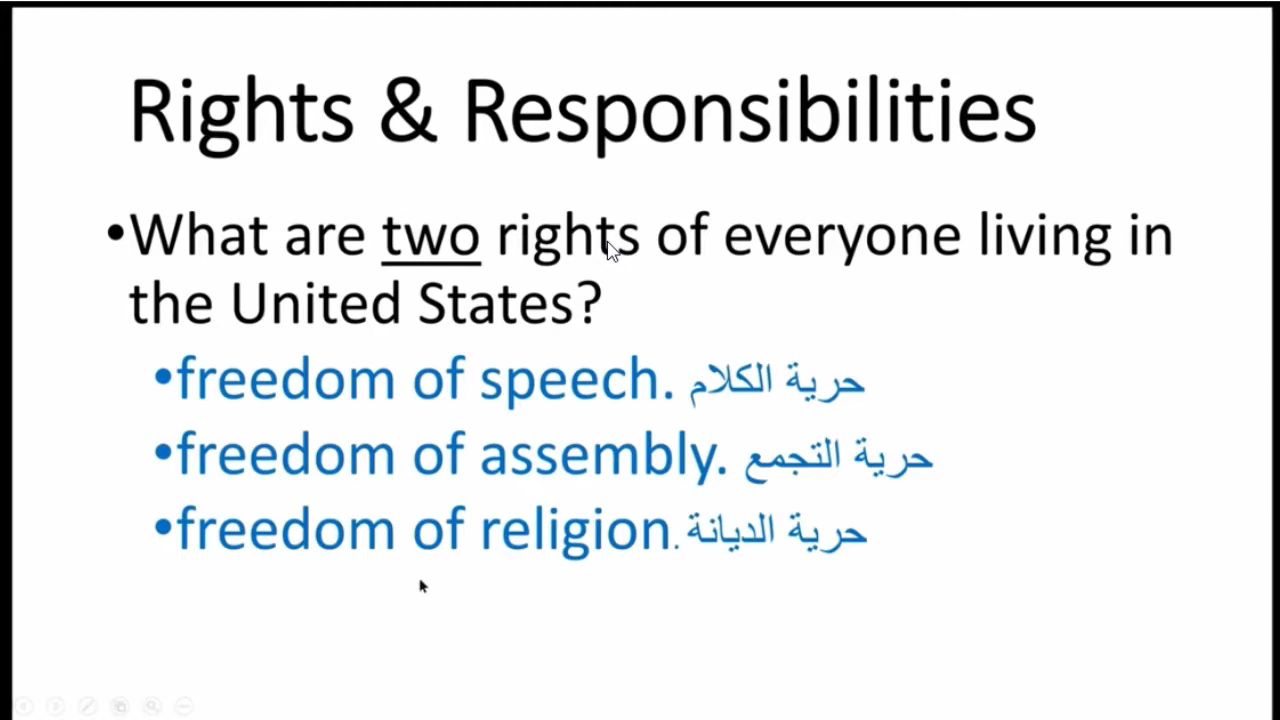 Rights & Responsibilities
•What are two rights of everyone living in
the United States?
•freedom of speech. حرية الكلام
•freedom of assembly. حرية التجمع
•freedom of religion. حرية الديانة